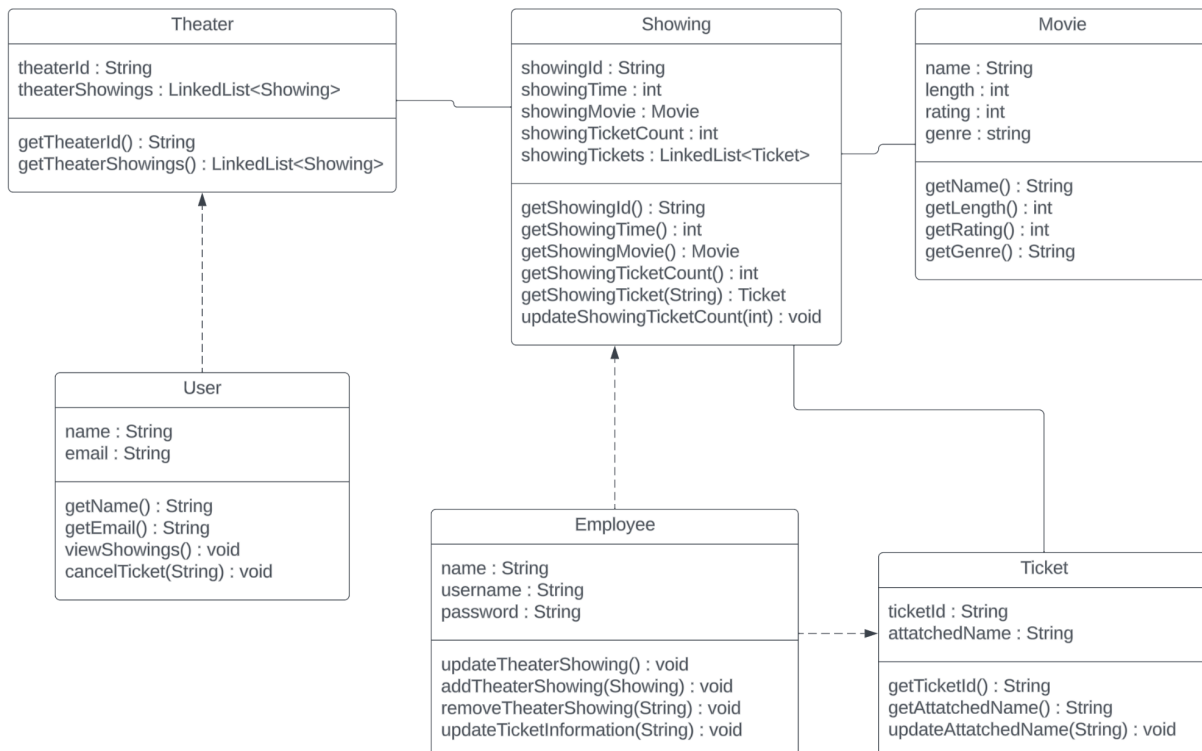 Theater
theaterId : String
theaterShowings : LinkedList<Showing>
getTheaterId() : String
getTheaterShowings() : LinkedList<Showing>
Showing
showingId : String
showingTime : int
showingMovie : Movie
showingTicketCount : int
showingTickets : LinkedList<Ticket>
getShowingId() : String
getShowingTime() : int
getShowingMovie() : Movie
getShowingTicketCount() : int
getShowingTicket(String) : Ticket
updateShowingTicketCount(int) : void
Movie
name : String
length : int
rating : int
genre : string
getName() : String
getLength() : int
getRating() : int
getGenre() : String
User
name : String
email : String
getName() : String
getEmail() : String
viewShowings() : void
cancelTicket(String) : void
Employee
name : String
username : String
password : String
updateTheaterShowing() : void
addTheaterShowing(Showing) : void
removeTheaterShowing(String) : void
updateTicketInformation(String) : void
Ticket
ticketId : String
attatchedName : String
getTicketId() : String
getAttatchedName() : String
updateAttatchedName(String) : void